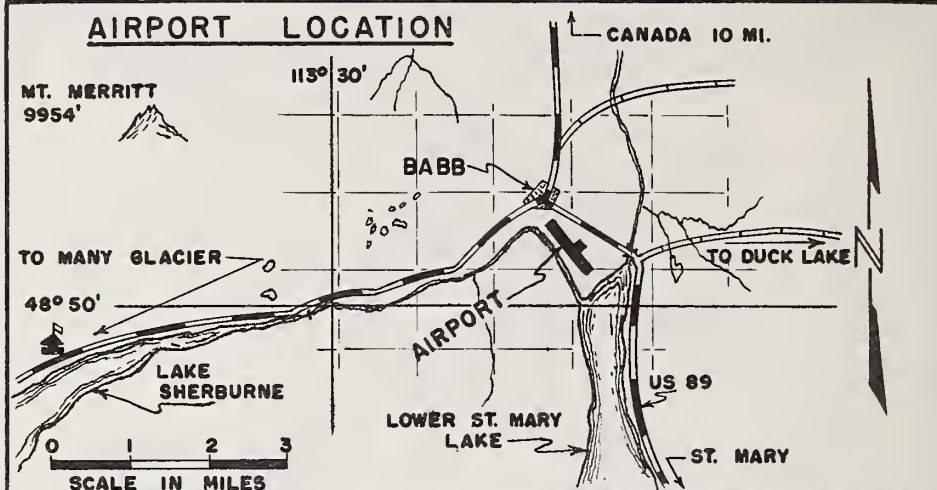 AIRPORT LOCATION
CANADA 10 MI.
113° 30'
MT. MERRITT
9954'
BABB
TO MANY GLACIER
TO DUCK LAKE
N
48° 50'
AIRPORT
LAKE
SHERBURNE
US 89
LOWER ST. MARY
LAKE
ST. MARY
0 1 2 3
SCALE IN MILES